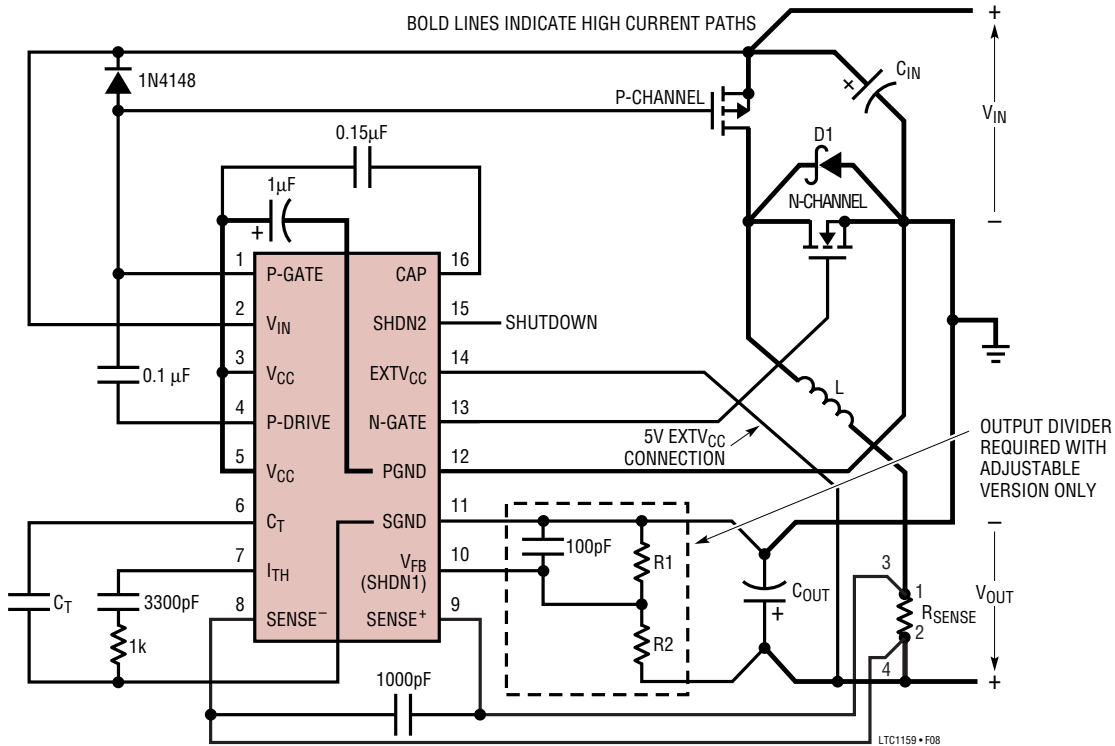 BOLD LINES INDICATE HIGH CURRENT PATHS
+
1N4148
P-CHANNEL
+
CIN
VIN
0.15µF
D1
1µF
+
N-CHANNEL
−
1
P-GATE
CAP
16
2
VIN
SHDN2
15
SHUTDOWN
3
VCC
EXTVCC
14
0.1 µF
4
P-DRIVE
N-GATE
13
L
5V EXTVCC
CONNECTION
5
VCC
PGND
12
OUTPUT DIVIDER
REQUIRED WITH
ADJUSTABLE
VERSION ONLY
6
CT
SGND
11
−
7
ITH
VFB
(SHDN1)
10
100pF
R1
8
SENSE−
SENSE+
9
CT
3300pF
1k
R2
COUT
+
3
1
RSENSE
2
4
VOUT
+
1000pF
LTC1159 • F08